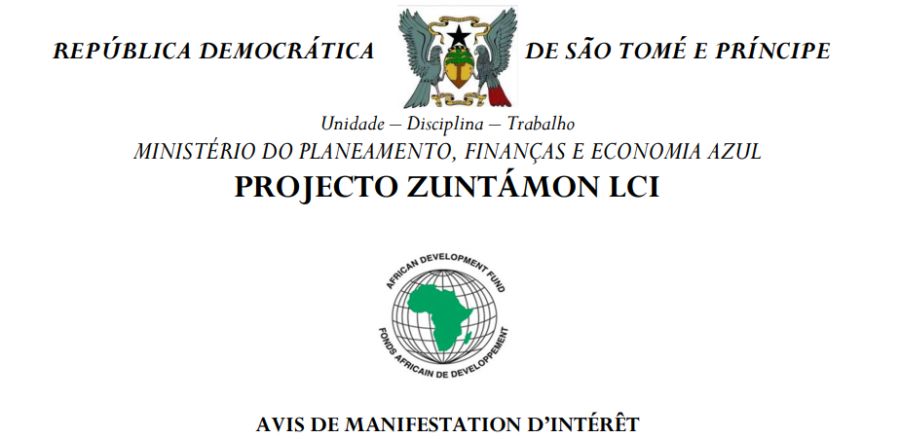 REPÚBLICA DEMOCRÁTICA DE SÃO TOMÉ E PRÍNCIPE
Unidade – Disciplina – Trabalho
MINISTÉRIO DO PLANEAMENTO, FINANÇAS E ECONOMIA AZUL
PROJECTO ZUNTÁMON LCI
AFRICAN DEVELOPMENT FUND
FONDS AFRICAIN DE DEVELOPPEMENT
AVIS DE MANIFESTATION D'INTÉRÊT